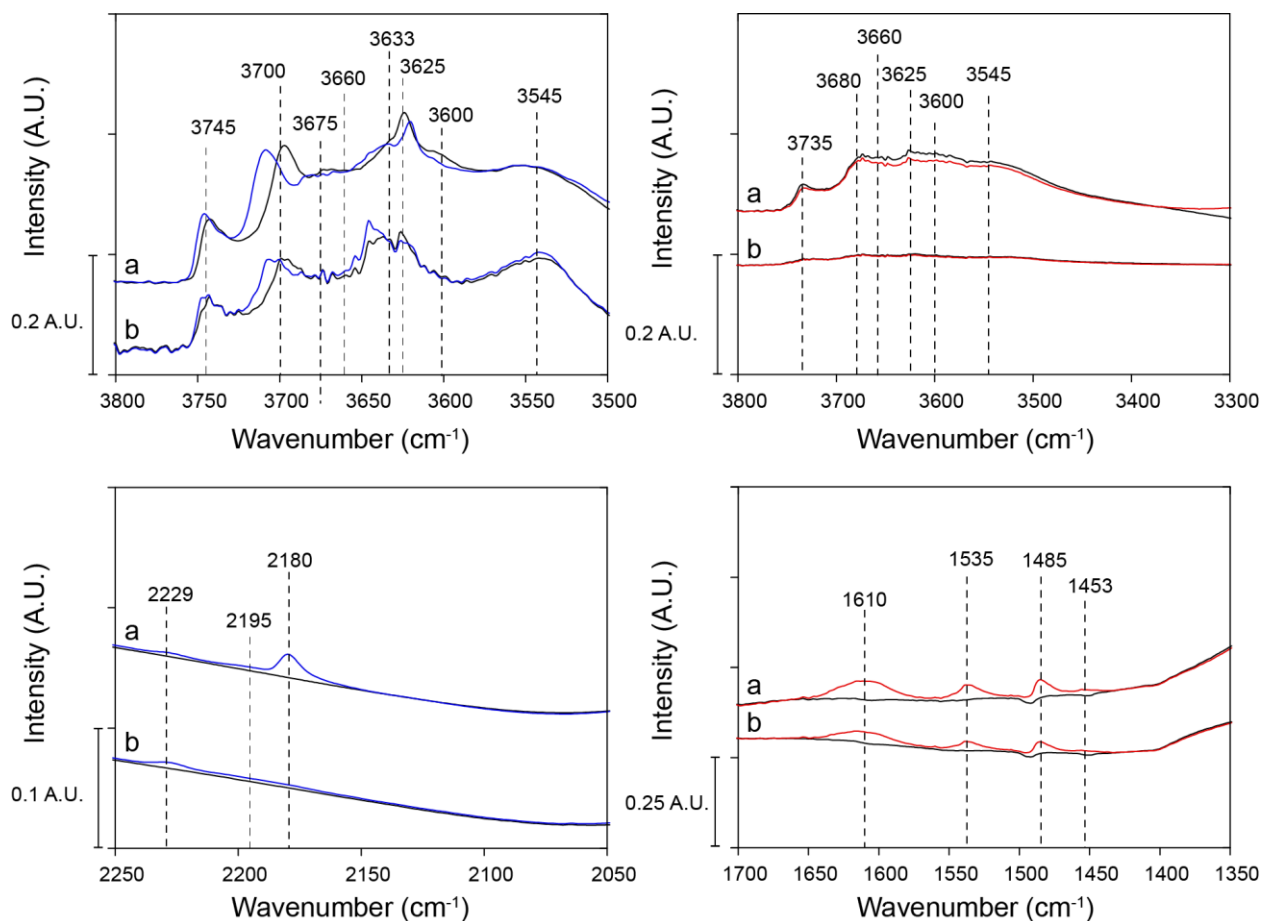 3633
3700
3660
3625
3745
3675
3600
3545
Intensity (A.U.)
a
b
0.2 A.U.
3800
3750
3700
3650
3600
3550
3500
Wavenumber (cm-1)
3660
3680
3625
3545
3735
3600
Intensity (A.U.)
a
b
0.2 A.U.
3800
3700
3600
3500
3400
3300
Wavenumber (cm-1)
2180
2229
2195
Intensity (A.U.)
a
b
0.1 A.U.
2250
2200
2150
2100
2050
Wavenumber (cm-1)
1535
1485
1610
1453
Intensity (A.U.)
a
b
0.25 A.U.
1700
1650
1600
1550
1500
1450
1400
1350
Wavenumber (cm-1)